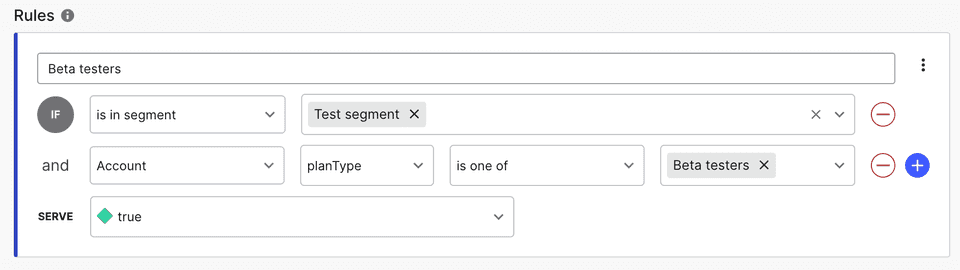 Rules
Beta testers
IF is in segment Test segment
and Account planType is one of Beta testers
SERVE true